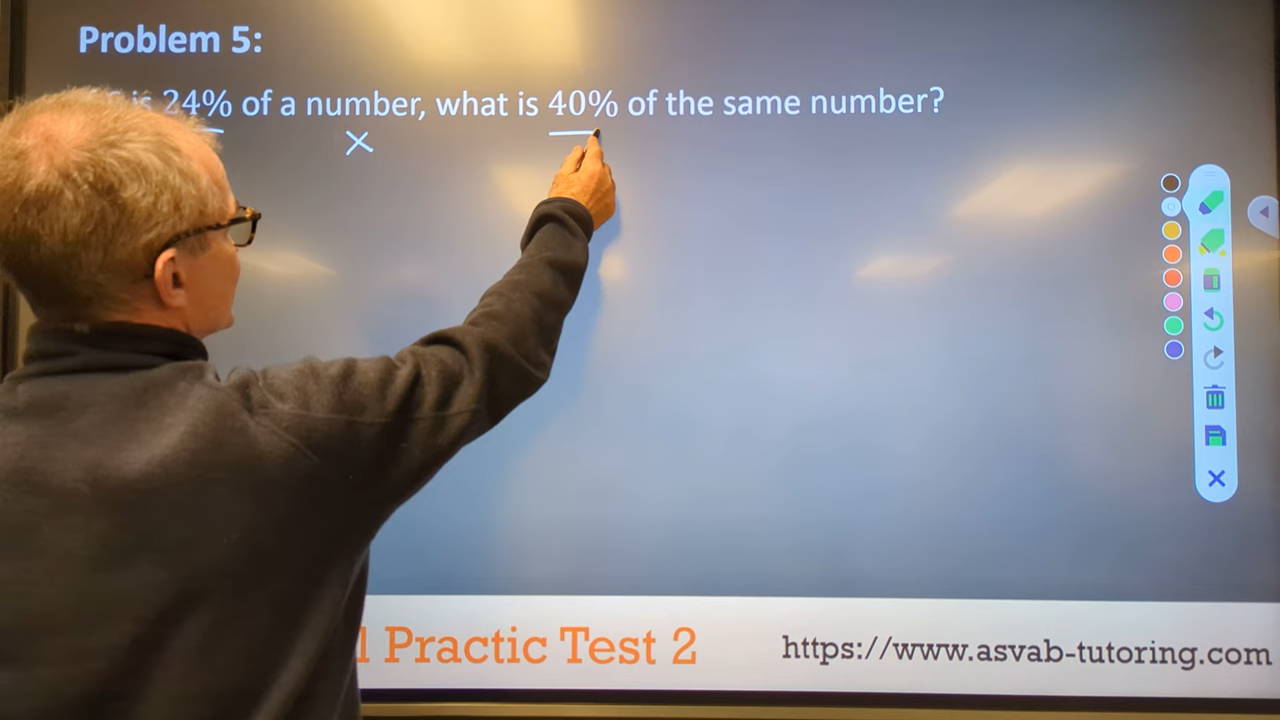 Problem 5:
is 24% of a number, what is 40% of the same number?
×
Practic Test 2
https://www.asvab-tutoring.com